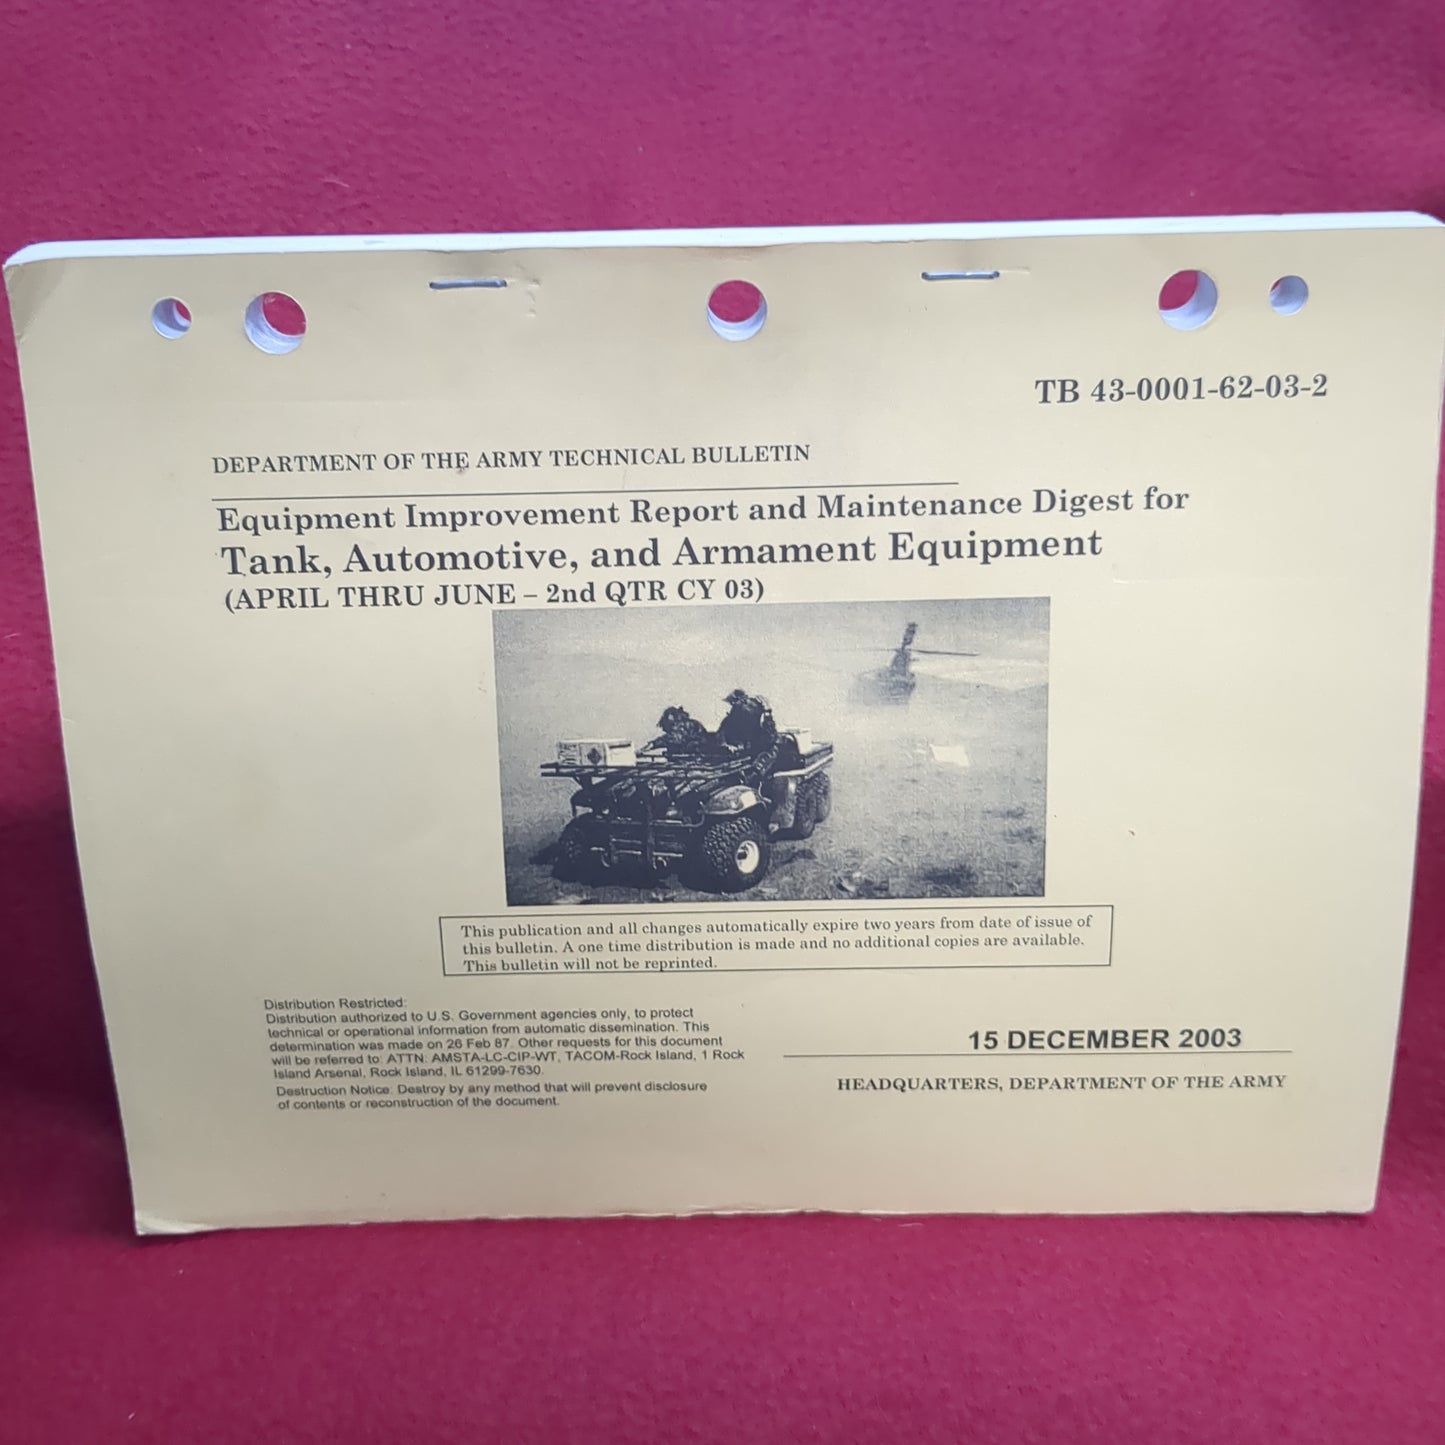 TB 43-0001-62-03-2
DEPARTMENT OF THE ARMY TECHNICAL BULLETIN
Equipment Improvement Report and Maintenance Digest for
Tank, Automotive, and Armament Equipment
(APRIL THRU JUNE – 2nd QTR CY 03)
This publication and all changes automatically expire two years from date of issue of
this bulletin. A one time distribution is made and no additional copies are available.
This bulletin will not be reprinted.
Distribution Restricted:
Distribution authorized to U.S. Government agencies only, to protect
technical or operational information from automatic dissemination. This
determination was made on 26 Feb 87. Other requests for this document
will be referred to: ATTN: AMSTA-LC-CIP-WT, TACOM-Rock Island, 1 Rock
Island Arsenal, Rock Island, IL 61299-7630.
Destruction Notice: Destroy by any method that will prevent disclosure
of contents or reconstruction of the document.
15 DECEMBER 2003
HEADQUARTERS, DEPARTMENT OF THE ARMY